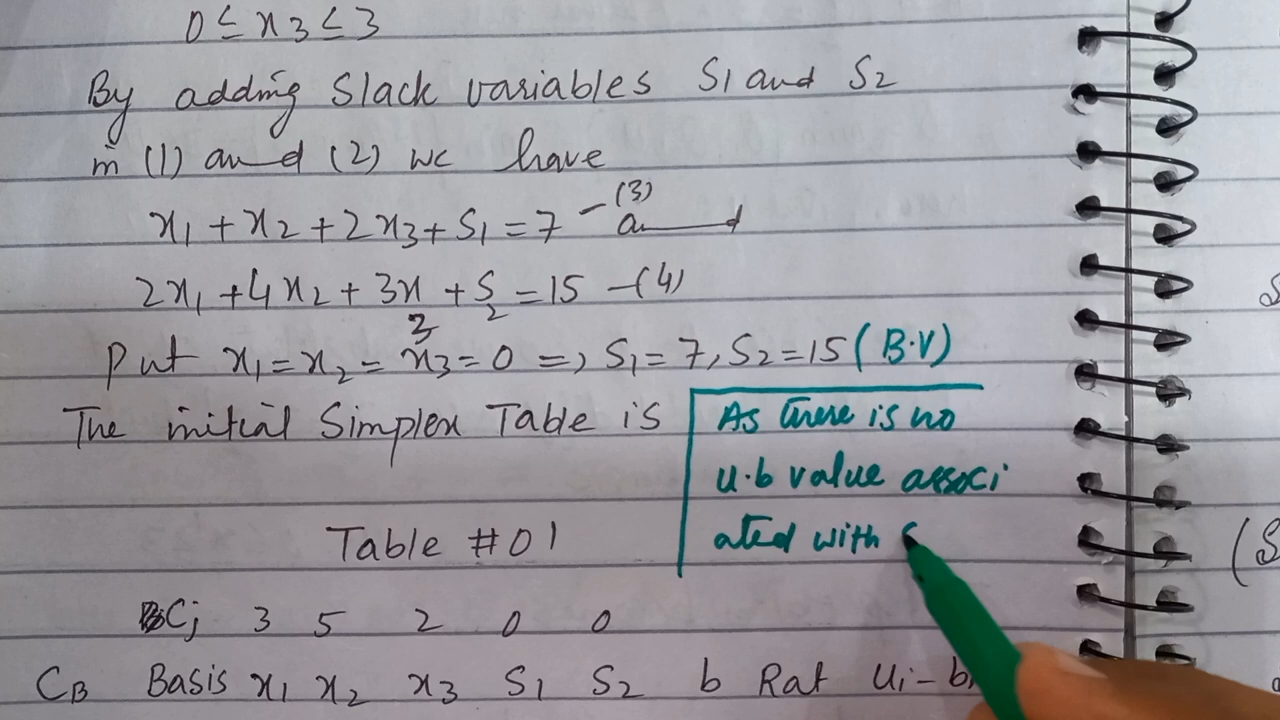 0 ≤ x3 ≤ 3
By adding Slack variables S1 and S2
in (1) and (2) we have
x1 + x2 + 2x3 + S1 = 7 -(3) and
2x1 + 4x2 + 3x3 + S2 = 15 -(4)
Put x1 = x2 = x3 = 0 => S1 = 7, S2 = 15 (B.V)
The initial Simplex Table is
As there is no
u.b value associ
ated with
Table #01
Cj 3 5 2 0 0
CB Basis x1 x2 x3 S1 S2 b Rat Ui - bi